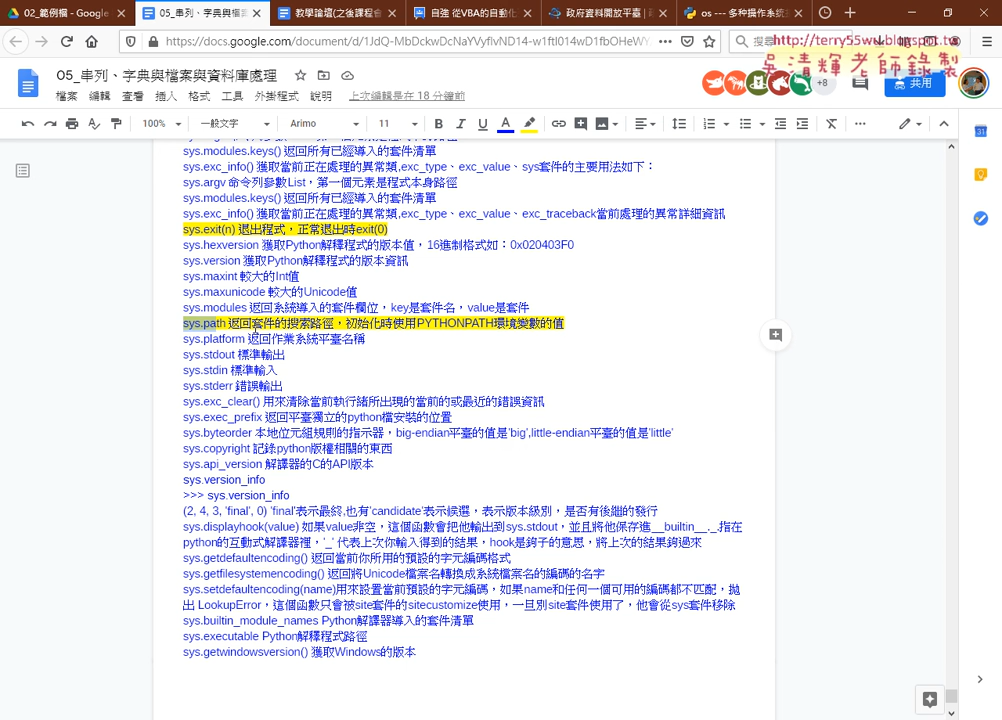 02_範例檔 - Google
05_串列、字典與檔案
教學論壇(之後課程會
自強 從VBA的自動化
政府資料開放平臺 |
os --- 多种操作系统
https://docs.google.com/document/d/1JdQ-MbDckwDcNaYVyfivND14-w1ftl014wD1fbOHeWY
搜尋
http://terry55wu.blogspot.tw
吳清輝老師錄製
05_串列、字典與檔案與資料庫處理
檔案 編輯 查看 插入 格式 工具 外掛程式 說明 上次編輯是在 18 分鐘前
+8
共用
100% 一般文字 Arimo 11
sys.modules.keys() 返回所有已經導入的套件清單
sys.exc_info() 獲取當前正在處理的異常類,exc_type、exc_value、sys套件的主要用法如下：
sys.argv 命令列參數List，第一個元素是程式本身路徑
sys.modules.keys() 返回所有已經導入的套件清單
sys.exc_info() 獲取當前正在處理的異常類,exc_type、exc_value、exc_traceback當前處理的異常詳細資訊
sys.exit(n) 退出程式，正常退出時exit(0)
sys.hexversion 獲取Python解釋程式的版本值，16進制格式如：0x020403F0
sys.version 獲取Python解釋程式的版本資訊
sys.maxint 較大的Int值
sys.maxunicode 較大的Unicode值
sys.modules 返回系統導入的套件欄位，key是套件名，value是套件
sys.path 返回套件的搜索路徑，初始化時使用PYTHONPATH環境變數的值
sys.platform 返回作業系統平臺名稱
sys.stdout 標準輸出
sys.stdin 標準輸入
sys.stderr 錯誤輸出
sys.exc_clear() 用來清除當前執行緒所出現的當前的或最近的錯誤資訊
sys.exec_prefix 返回平臺獨立的python檔安裝的位置
sys.byteorder 本地位元組規則的指示器，big-endian平臺的值是'big',little-endian平臺的值是'little'
sys.copyright 記錄python版權相關的東西
sys.api_version 解譯器的C的API版本
sys.version_info
>>> sys.version_info
(2, 4, 3, 'final', 0) 'final'表示最終,也有'candidate'表示候選，表示版本級別，是否有後繼的發行
sys.displayhook(value) 如果value非空，這個函數會把他輸出到sys.stdout，並且將他保存進__builtin__._.指在
python的互動式解釋器裡，'_' 代表上次你輸入得到的結果，hook是鉤子的意思，將上次的結果鉤過來
sys.getdefaultencoding() 返回當前你所用的預設的字元編碼格式
sys.getfilesystemencoding() 返回將Unicode檔案名轉換成系統檔案名的編碼的名字
sys.setdefaultencoding(name)用來設置當前預設的字元編碼，如果name和任何一個可用的編碼都不匹配，拋
出 LookupError，這個函數只會被site套件的sitecustomize使用，一旦別site套件使用了，他會從sys套件移除
sys.builtin_module_names Python解譯器導入的套件清單
sys.executable Python解釋程式路徑
sys.getwindowsversion() 獲取Windows的版本